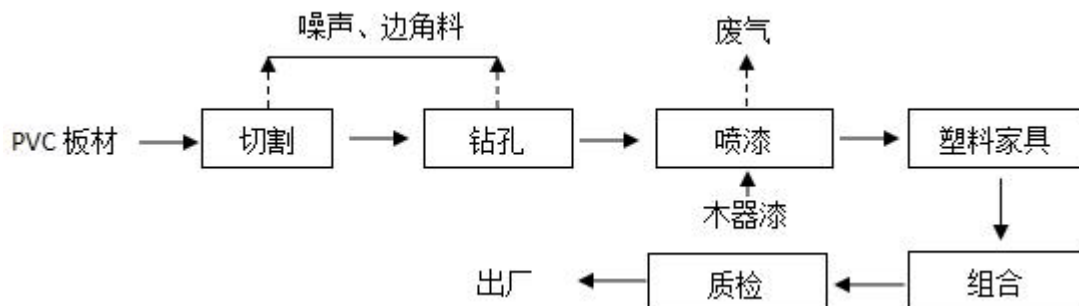 噪声、边角料
废气
PVC 板材
切割
钻孔
喷漆
塑料家具
木器漆
出厂
质检
组合